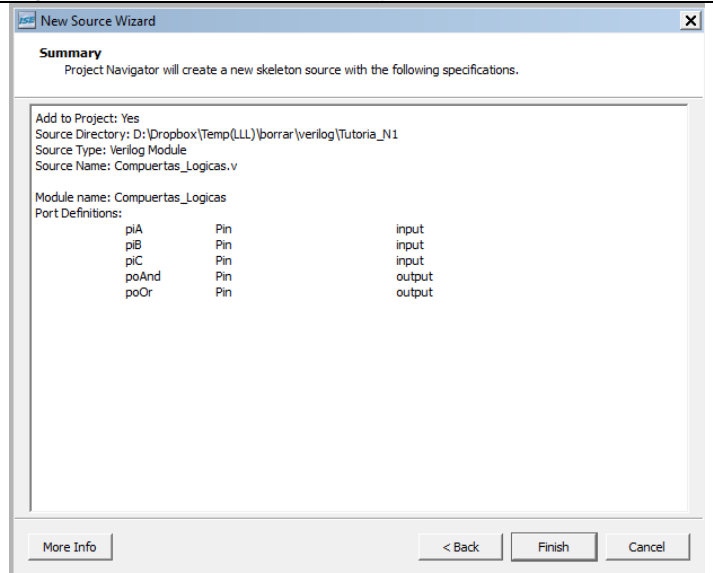 ISE New Source Wizard
Summary
Project Navigator will create a new skeleton source with the following specifications.
Add to Project: Yes
Source Directory: D:\Dropbox\Temp(LLL)\borrar\verilog\Tutoria_N1
Source Type: Verilog Module
Source Name: Compuertas_Logicas.v
Module name: Compuertas_Logicas
Port Definitions:
piA Pin input
piB Pin input
piC Pin input
poAnd Pin output
poOr Pin output
More Info < Back Finish Cancel